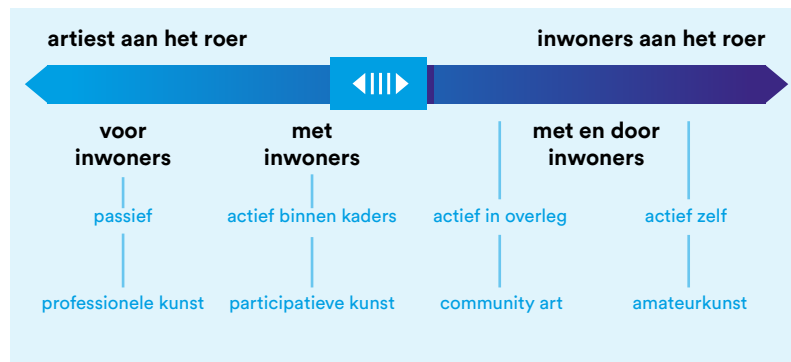 artiest aan het roer
inwoners aan het roer
voor
inwoners
met
inwoners
met en door
inwoners
passief
actief binnen kaders
actief in overleg
actief zelf
professionele kunst
participatieve kunst
community art
amateurkunst